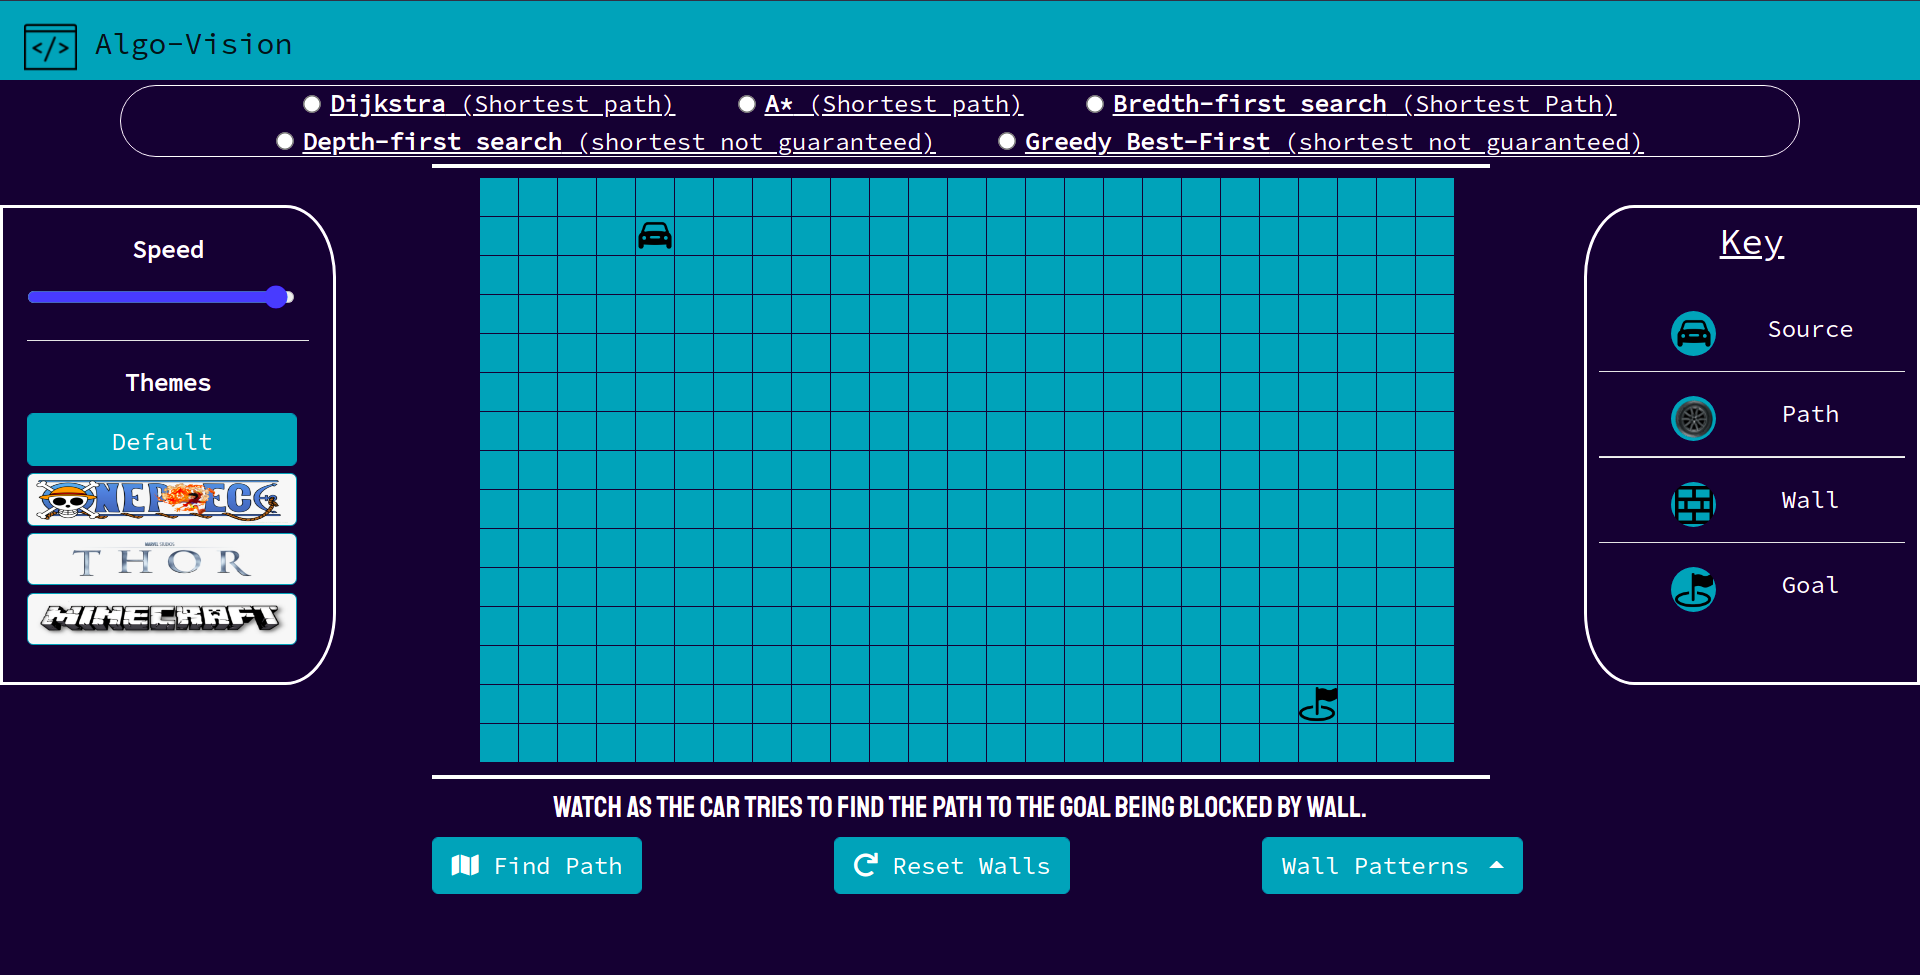 </> Algo-Vision
Dijkstra (Shortest path) A* (Shortest path) Bredth-first search (Shortest Path)
Depth-first search (shortest not guaranteed) Greedy Best-First (shortest not guaranteed)
Speed
Themes
Default
ONE PIECE
MARVEL STUDIOS
THOR
MINECRAFT
Key
Source
Path
Wall
Goal
WATCH AS THE CAR TRIES TO FIND THE PATH TO THE GOAL BEING BLOCKED BY WALL.
Find Path Reset Walls Wall Patterns